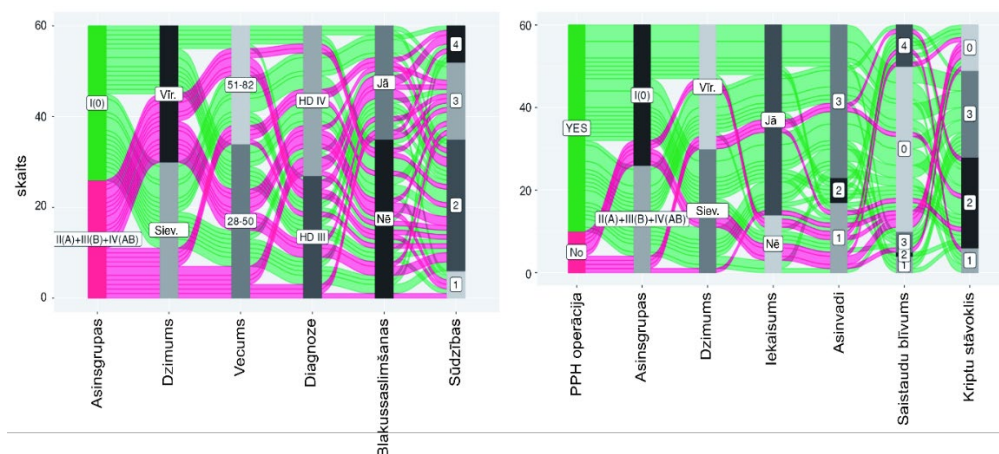 60
40
20
0
skaits
I(0)
II(A)+III(B)+IV(AB)
Vīr.
Siev.
51-82
28-50
HD IV
HD III
Jā
Nē
4
3
2
1
Asinsgrupas
Dzimums
Vecums
Diagnoze
Blakussaslimšanas
Sūdzības
60
40
20
0
YES
No
I(0)
II(A)+III(B)+IV(AB)
Vīr.
Siev.
Jā
Nē
3
2
1
4
0
3
2
1
0
3
2
1
PPH operācija
Asinsgrupas
Dzimums
Iekaisums
Asinvadi
Saistaudu blīvums
Kriptu stāvoklis